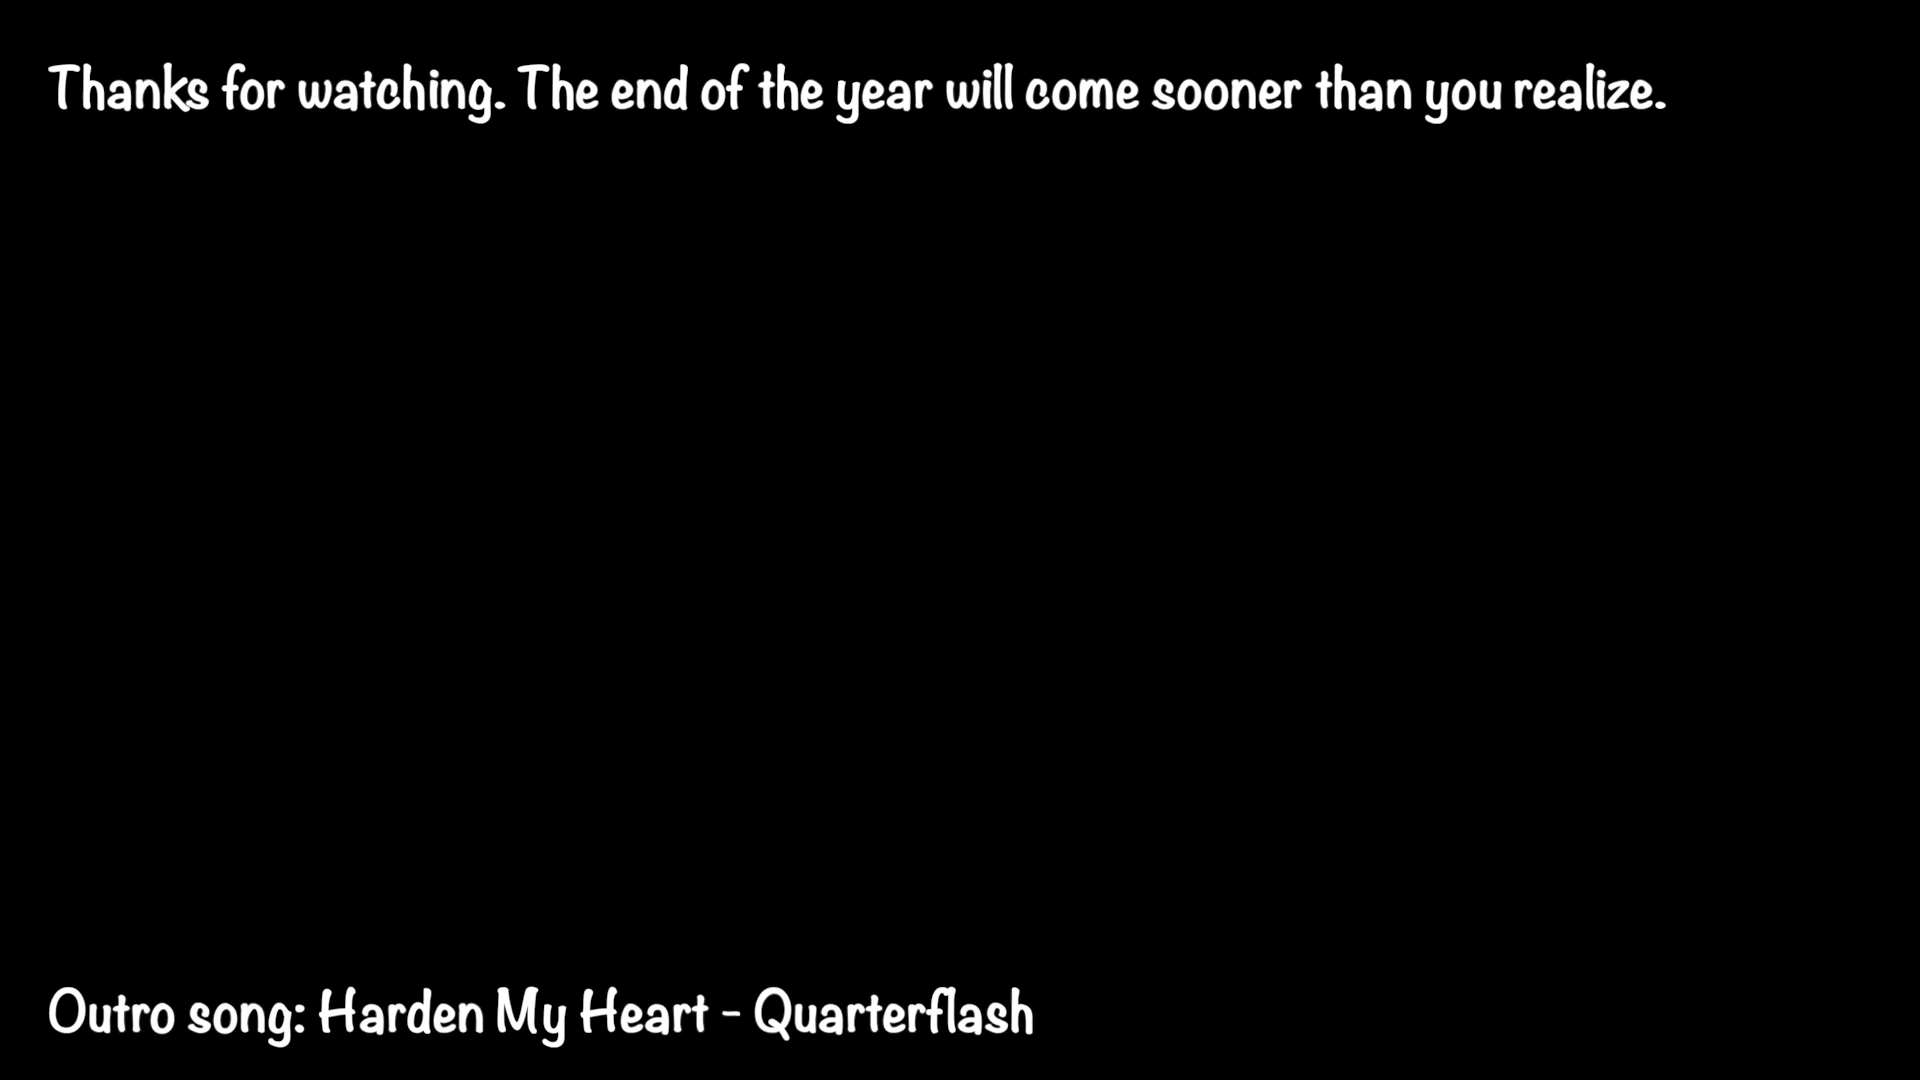 Thanks for watching. The end of the year will come sooner than you realize.
Outro song: Harden My Heart - Quarterflash